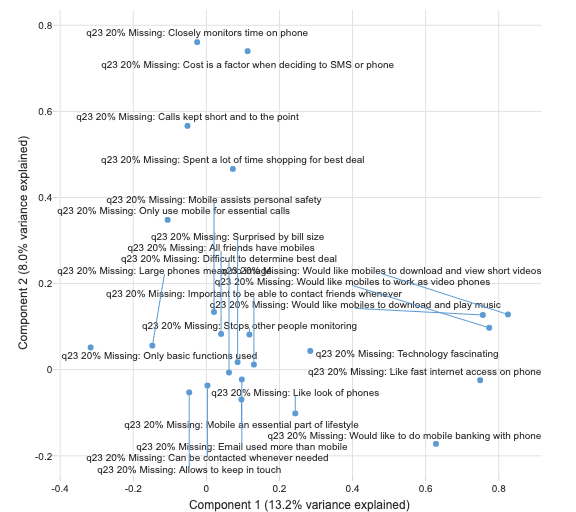 0.8
q23 20% Missing: Closely monitors time on phone
q23 20% Missing: Cost is a factor when deciding to SMS or phone
0.6
q23 20% Missing: Calls kept short and to the point
q23 20% Missing: Spent a lot of time shopping for best deal
0.4
q23 20% Missing: Mobile assists personal safety
q23 20% Missing: Only use mobile for essential calls
q23 20% Missing: Surprised by bill size
q23 20% Missing: All friends have mobiles
q23 20% Missing: Difficult to determine best deal
q23 20% Missing: Large phones mean
Missing: Would like mobiles to download and view short videos
q23 20% Missing: Would like mobiles to work as video phones
0.2
q23 20% Missing: Important to be able to contact friends whenever
q23 20% Missing: Would like mobiles to download and play music
q23 20% Missing: Stops other people monitoring
q23 20% Missing: Only basic functions used
q23 20% Missing: Technology fascinating
0
q23 20% Missing: Like fast internet access on phone
q23 20% Missing: Like look of phones
q23 20% Missing: Mobile an essential part of lifestyle
q23 20% Missing: Would like to do mobile banking with phone
q23 20% Missing: Email used more than mobile
-0.2
q23 20% Missing: Can be contacted whenever needed
q23 20% Missing: Allows to keep in touch
-0.4 -0.2 0 0.2 0.4 0.6 0.8
Component 1 (13.2% variance explained)
Component 2 (8.0% variance explained)